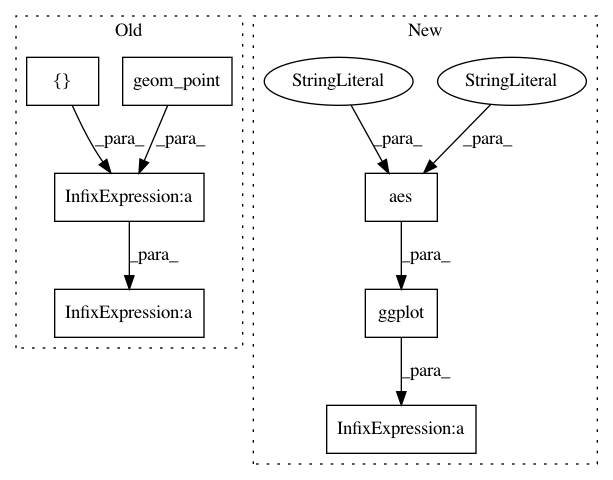 Old
New
{}
geom_point
StringLiteral
StringLiteral
_para_
_para_
_para_
_para_
InfixExpression:a
aes
_para_
_para_
InfixExpression:a
ggplot
_para_
InfixExpression:a